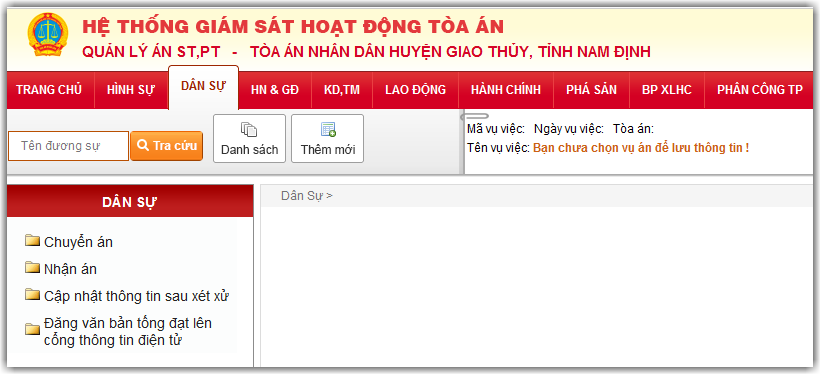 HỆ THỐNG GIÁM SÁT HOẠT ĐỘNG TÒA ÁN
QUẢN LÝ ÁN ST,PT - TÒA ÁN NHÂN DÂN HUYỆN GIAO THỦY, TỈNH NAM ĐỊNH
TRANG CHỦ HÌNH SỰ DÂN SỰ HN & GĐ KD,TM LAO ĐỘNG HÀNH CHÍNH PHÁ SẢN BP XLHC PHÂN CÔNG TP
Tên đương sự Tra cứu Danh sách Thêm mới
Mã vụ việc: Ngày vụ việc: Tòa án:
Tên vụ việc: Bạn chưa chọn vụ án để lưu thông tin !
DÂN SỰ
Dân Sự >
Chuyển án
Nhận án
Cập nhật thông tin sau xét xử
Đăng văn bản tống đạt lên
cổng thông tin điện tử